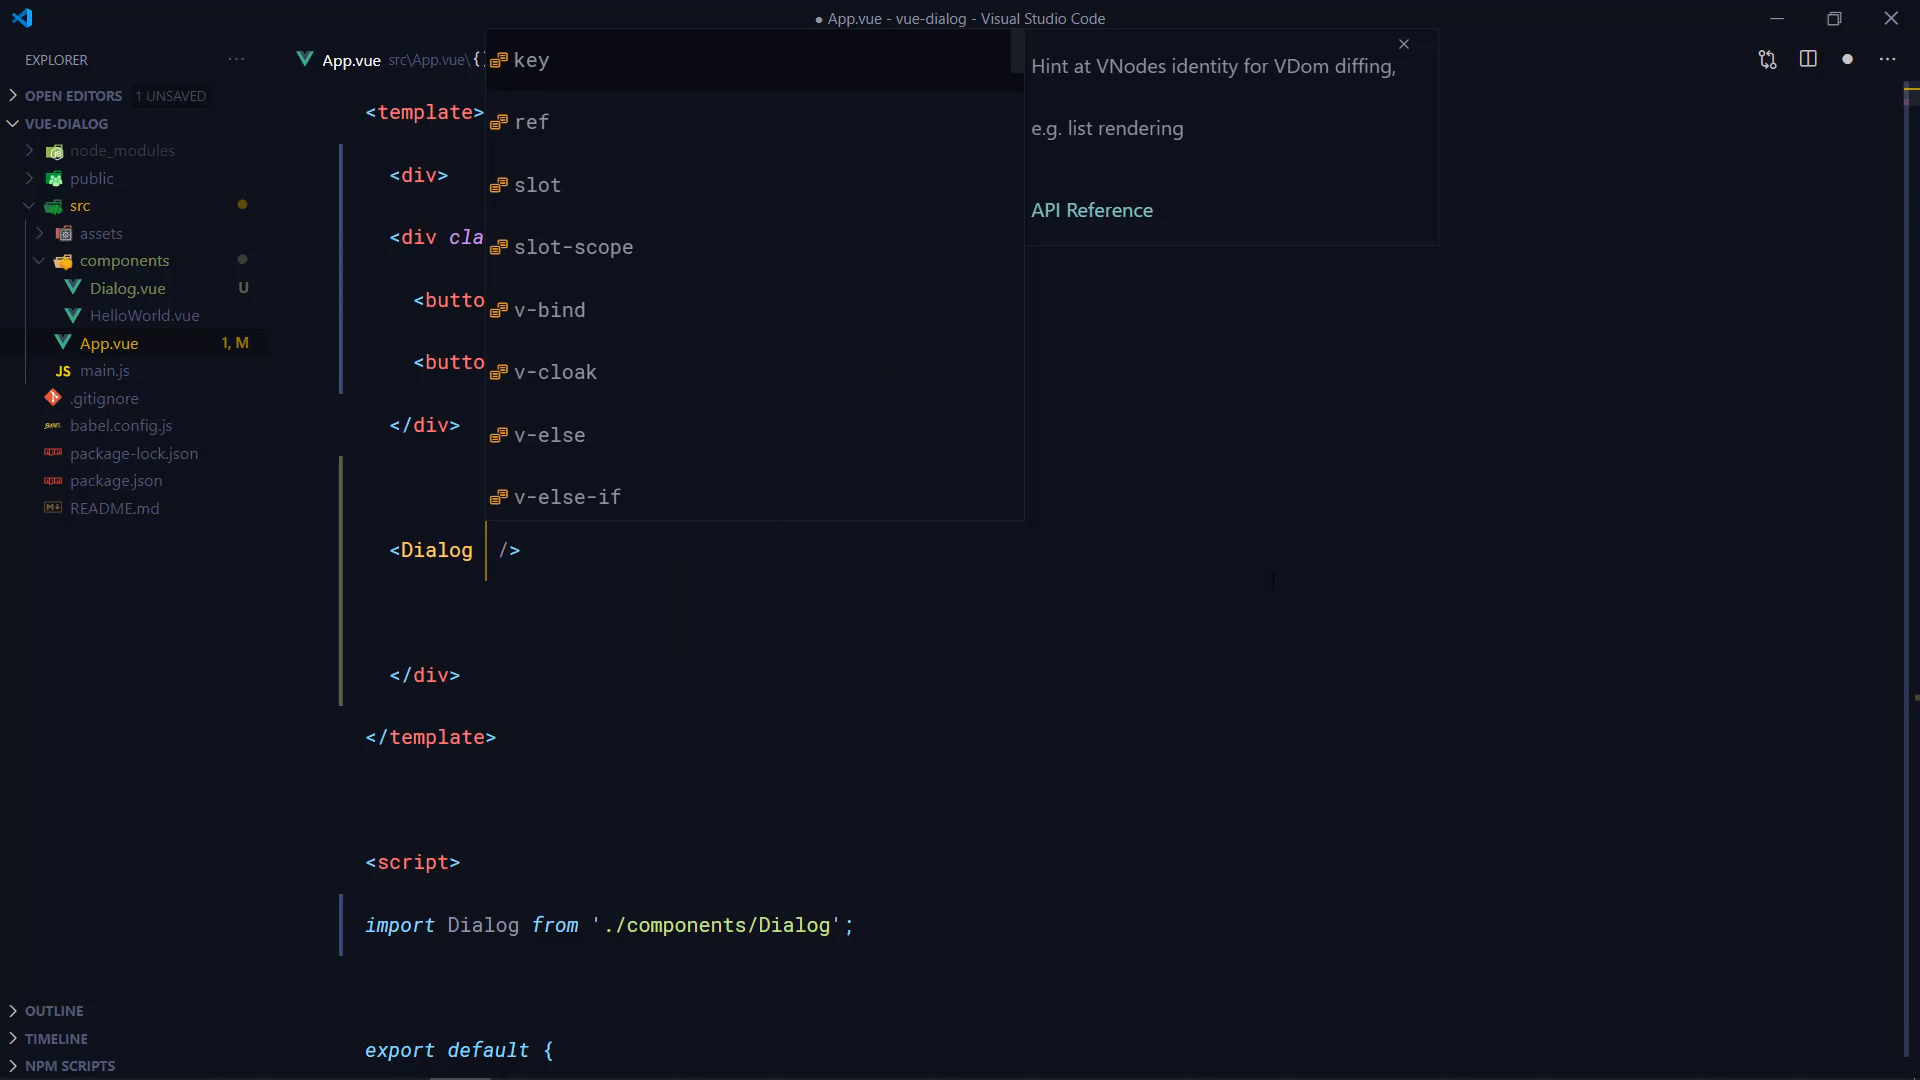 ● App.vue - vue-dialog - Visual Studio Code
EXPLORER
OPEN EDITORS 1 UNSAVED
VUE-DIALOG
node_modules
public
src
assets
components
Dialog.vue U
HelloWorld.vue
App.vue 1, M
JS main.js
.gitignore
babel.config.js
package-lock.json
package.json
README.md
OUTLINE
TIMELINE
NPM SCRIPTS
App.vue src\App.vue\{
key
ref
slot
slot-scope
v-bind
v-cloak
v-else
v-else-if
Hint at VNodes identity for VDom diffing,
e.g. list rendering
API Reference
<template>
<div>
<div cla
<butto
<butto
</div>
<Dialog />
</div>
</template>
<script>
import Dialog from './components/Dialog';
export default {